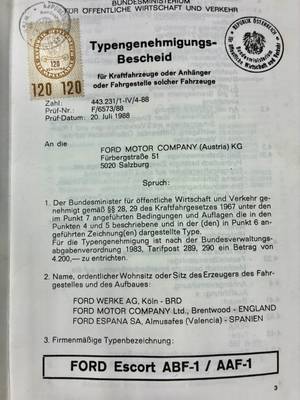 BUNDESMINISTERIUM
FÜR ÖFFENTLICHE WIRTSCHAFT UND VERKEHR
REPUBLIK
120
120 120
REPUBLIK ÖSTERREICH
Bundesministerium
Typengenehmigungs-
Bescheid
für Kraftfahrzeuge oder Anhänger
oder Fahrgestelle solcher Fahrzeuge
Zahl: 443.231/1-IV/4-88
Prüf-Nr.: F/6573/88
Prüf-Datum: 20. Juli 1988
An die
FORD MOTOR COMPANY (Austria) KG
Fürbergstraße 51
5020 Salzburg
Spruch:
1. Der Bundesminister für öffentliche Wirtschaft und Verkehr ge-
nehmigt gemäß §§ 28, 29 des Kraftfahrgesetzes 1967 unter den
im Punkt 7 angeführten Bedingungen und Auflagen die in den
Punkten 4 und 5 beschriebene und in der (den) in Punkt 6 an-
geführten Zeichnung(en) dargestellte Type.
Für die Typengenehmigung ist nach der Bundesverwaltungs-
abgabenverordnung 1983, Tarifpost 289, 290 ein Betrag von
4.200,— zu entrichten.
2. Name, ordentlicher Wohnsitz oder Sitz des Erzeugers des Fahr-
gestelles und des Aufbaues:
FORD WERKE AG, Köln - BRD
FORD MOTOR COMPANY Ltd., Brentwood - ENGLAND
FORD ESPANA SA, Almusafes (Valencia) - SPANIEN
3. Firmenmäßige Typenbezeichnung:
FORD Escort ABF-1 / AAF-1
3